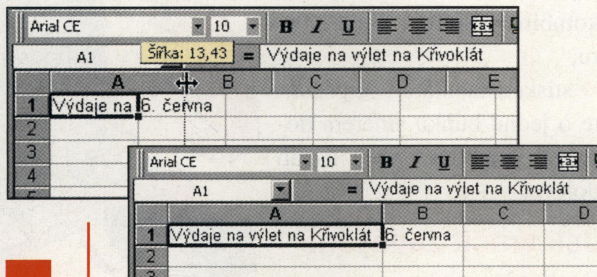 Arial CE 10 B I U
A1 Šířka: 13,43 = Výdaje na výlet na Křivoklát
A B C D E
1 Výdaje na 6. června
2
3
4
5
Arial CE 10 B I U
A1 = Výdaje na výlet na Křivoklát
A B C D
1 Výdaje na výlet na Křivoklát 6. června
2
3